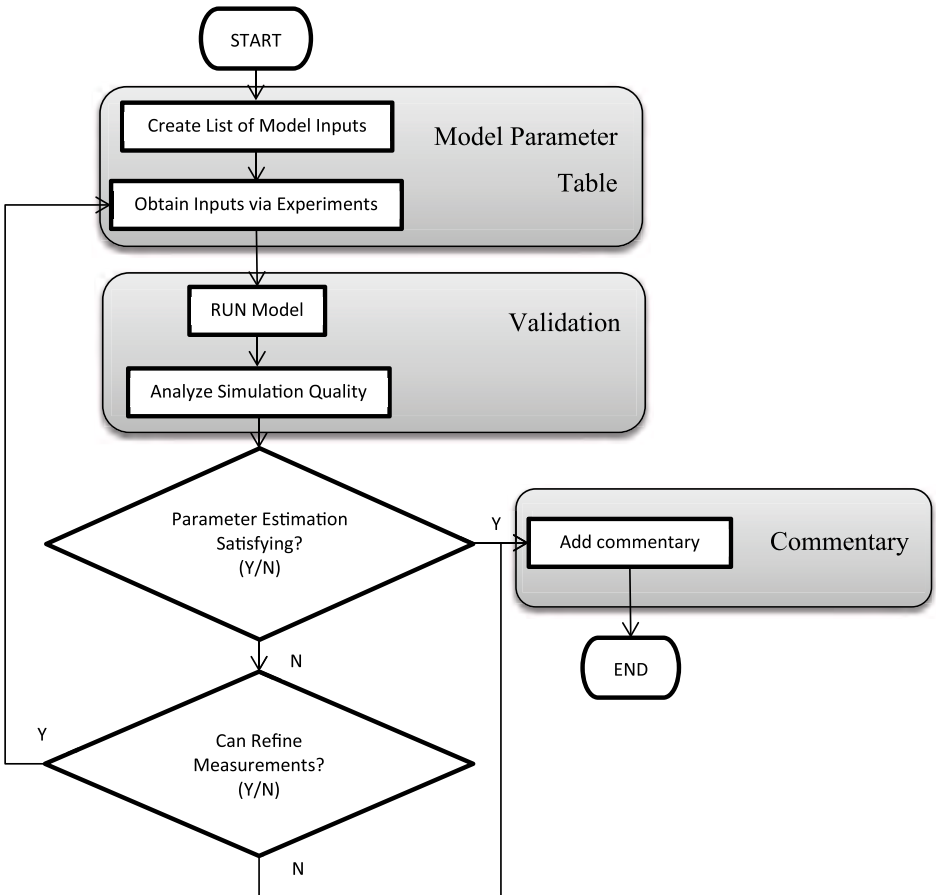 START
Create List of Model Inputs
Model Parameter
Table
Obtain Inputs via Experiments
RUN Model
Validation
Analyze Simulation Quality
Parameter Estimation
Satisfying?
(Y/N)
Y
Add commentary
Commentary
N
END
Y
Can Refine
Measurements?
(Y/N)
N